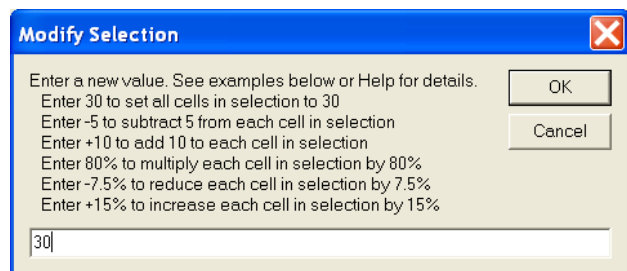 Modify Selection
Enter a new value. See examples below or Help for details.
Enter 30 to set all cells in selection to 30
Enter -5 to subtract 5 from each cell in selection
Enter +10 to add 10 to each cell in selection
Enter 80% to multiply each cell in selection by 80%
Enter -7.5% to reduce each cell in selection by 7.5%
Enter +15% to increase each cell in selection by 15%
OK
Cancel
30